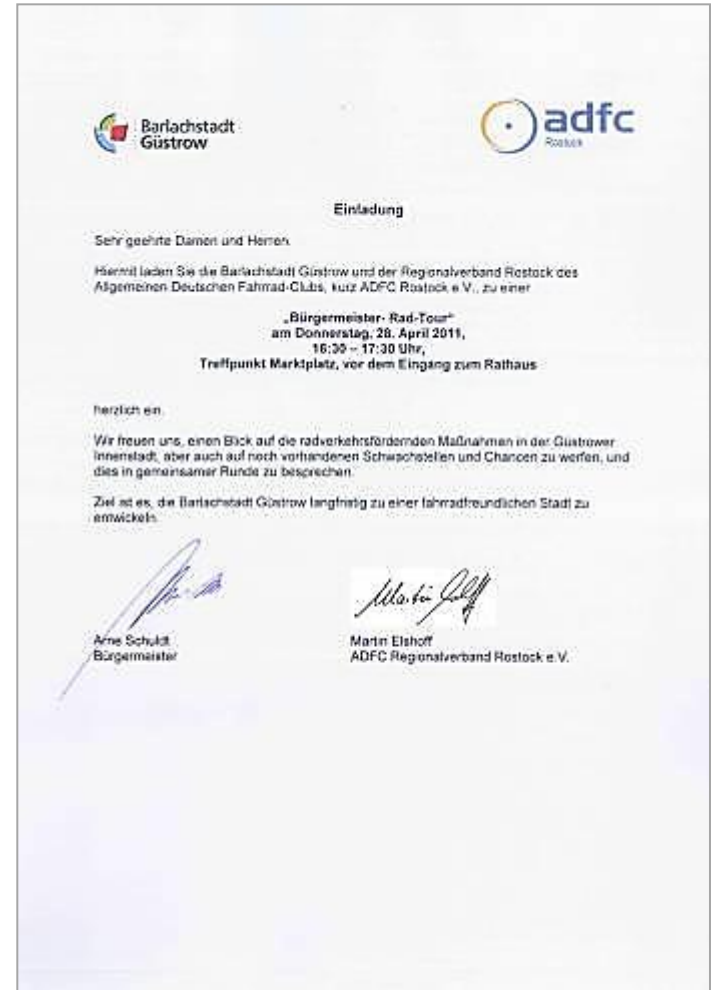 Barlachstadt
Güstrow
adfc
Rostock
Einladung
Sehr geehrte Damen und Herren,
Hiermit laden Sie die Barlachstadt Güstrow und der Regionalverband Rostock des
Allgemeinen Deutschen Fahrrad-Clubs, kurz ADFC Rostock e.V., zu einer
„Bürgermeister- Rad-Tour“
am Donnerstag, 28. April 2011,
16:30 – 17:30 Uhr,
Treffpunkt Marktplatz, vor dem Eingang zum Rathaus
herzlich ein.
Wir freuen uns, einen Blick auf die radverkehrsfördernden Maßnahmen in der Güstrower
Innenstadt, aber auch auf noch vorhandenen Schwachstellen und Chancen zu werfen, und
dies in gemeinsamer Runde zu besprechen.
Ziel ist es, die Barlachstadt Güstrow langfristig zu einer fahrradfreundlichen Stadt zu
entwickeln.
Martin
Arne Schuldt
Bürgermeister
Martin Elshoff
ADFC Regionalverband Rostock e.V.